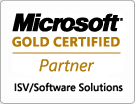 Microsoft
GOLD CERTIFIED
Partner
ISV/Software Solutions